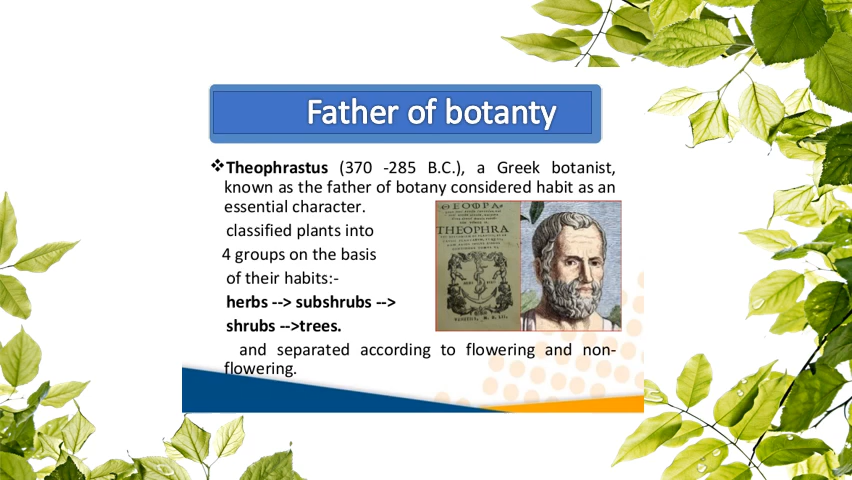 Father of botanty
❖Theophrastus (370 -285 B.C.), a Greek botanist,
known as the father of botany considered habit as an
essential character.
classified plants into
4 groups on the basis
of their habits:-
herbs --> subshrubs -->
shrubs -->trees.
and separated according to flowering and non-
flowering.
ΘΕΟΦΡΑ
THEOPHRA